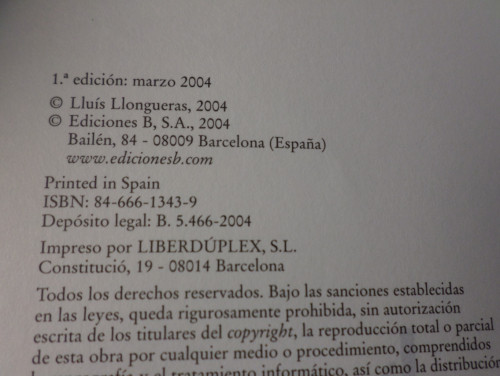 1.ª edición: marzo 2004
© Lluís Llongueras, 2004
© Ediciones B, S.A., 2004
Bailén, 84 - 08009 Barcelona (España)
www.edicionesb.com
Printed in Spain
ISBN: 84-666-1343-9
Depósito legal: B. 5.466-2004
Impreso por LIBERDÚPLEX, S.L.
Constitució, 19 - 08014 Barcelona
Todos los derechos reservados. Bajo las sanciones establecidas
en las leyes, queda rigurosamente prohibida, sin autorización
escrita de los titulares del copyright, la reproducción total o parcial
de esta obra por cualquier medio o procedimiento, comprendidos
y el tratamiento informático, así como la distribución